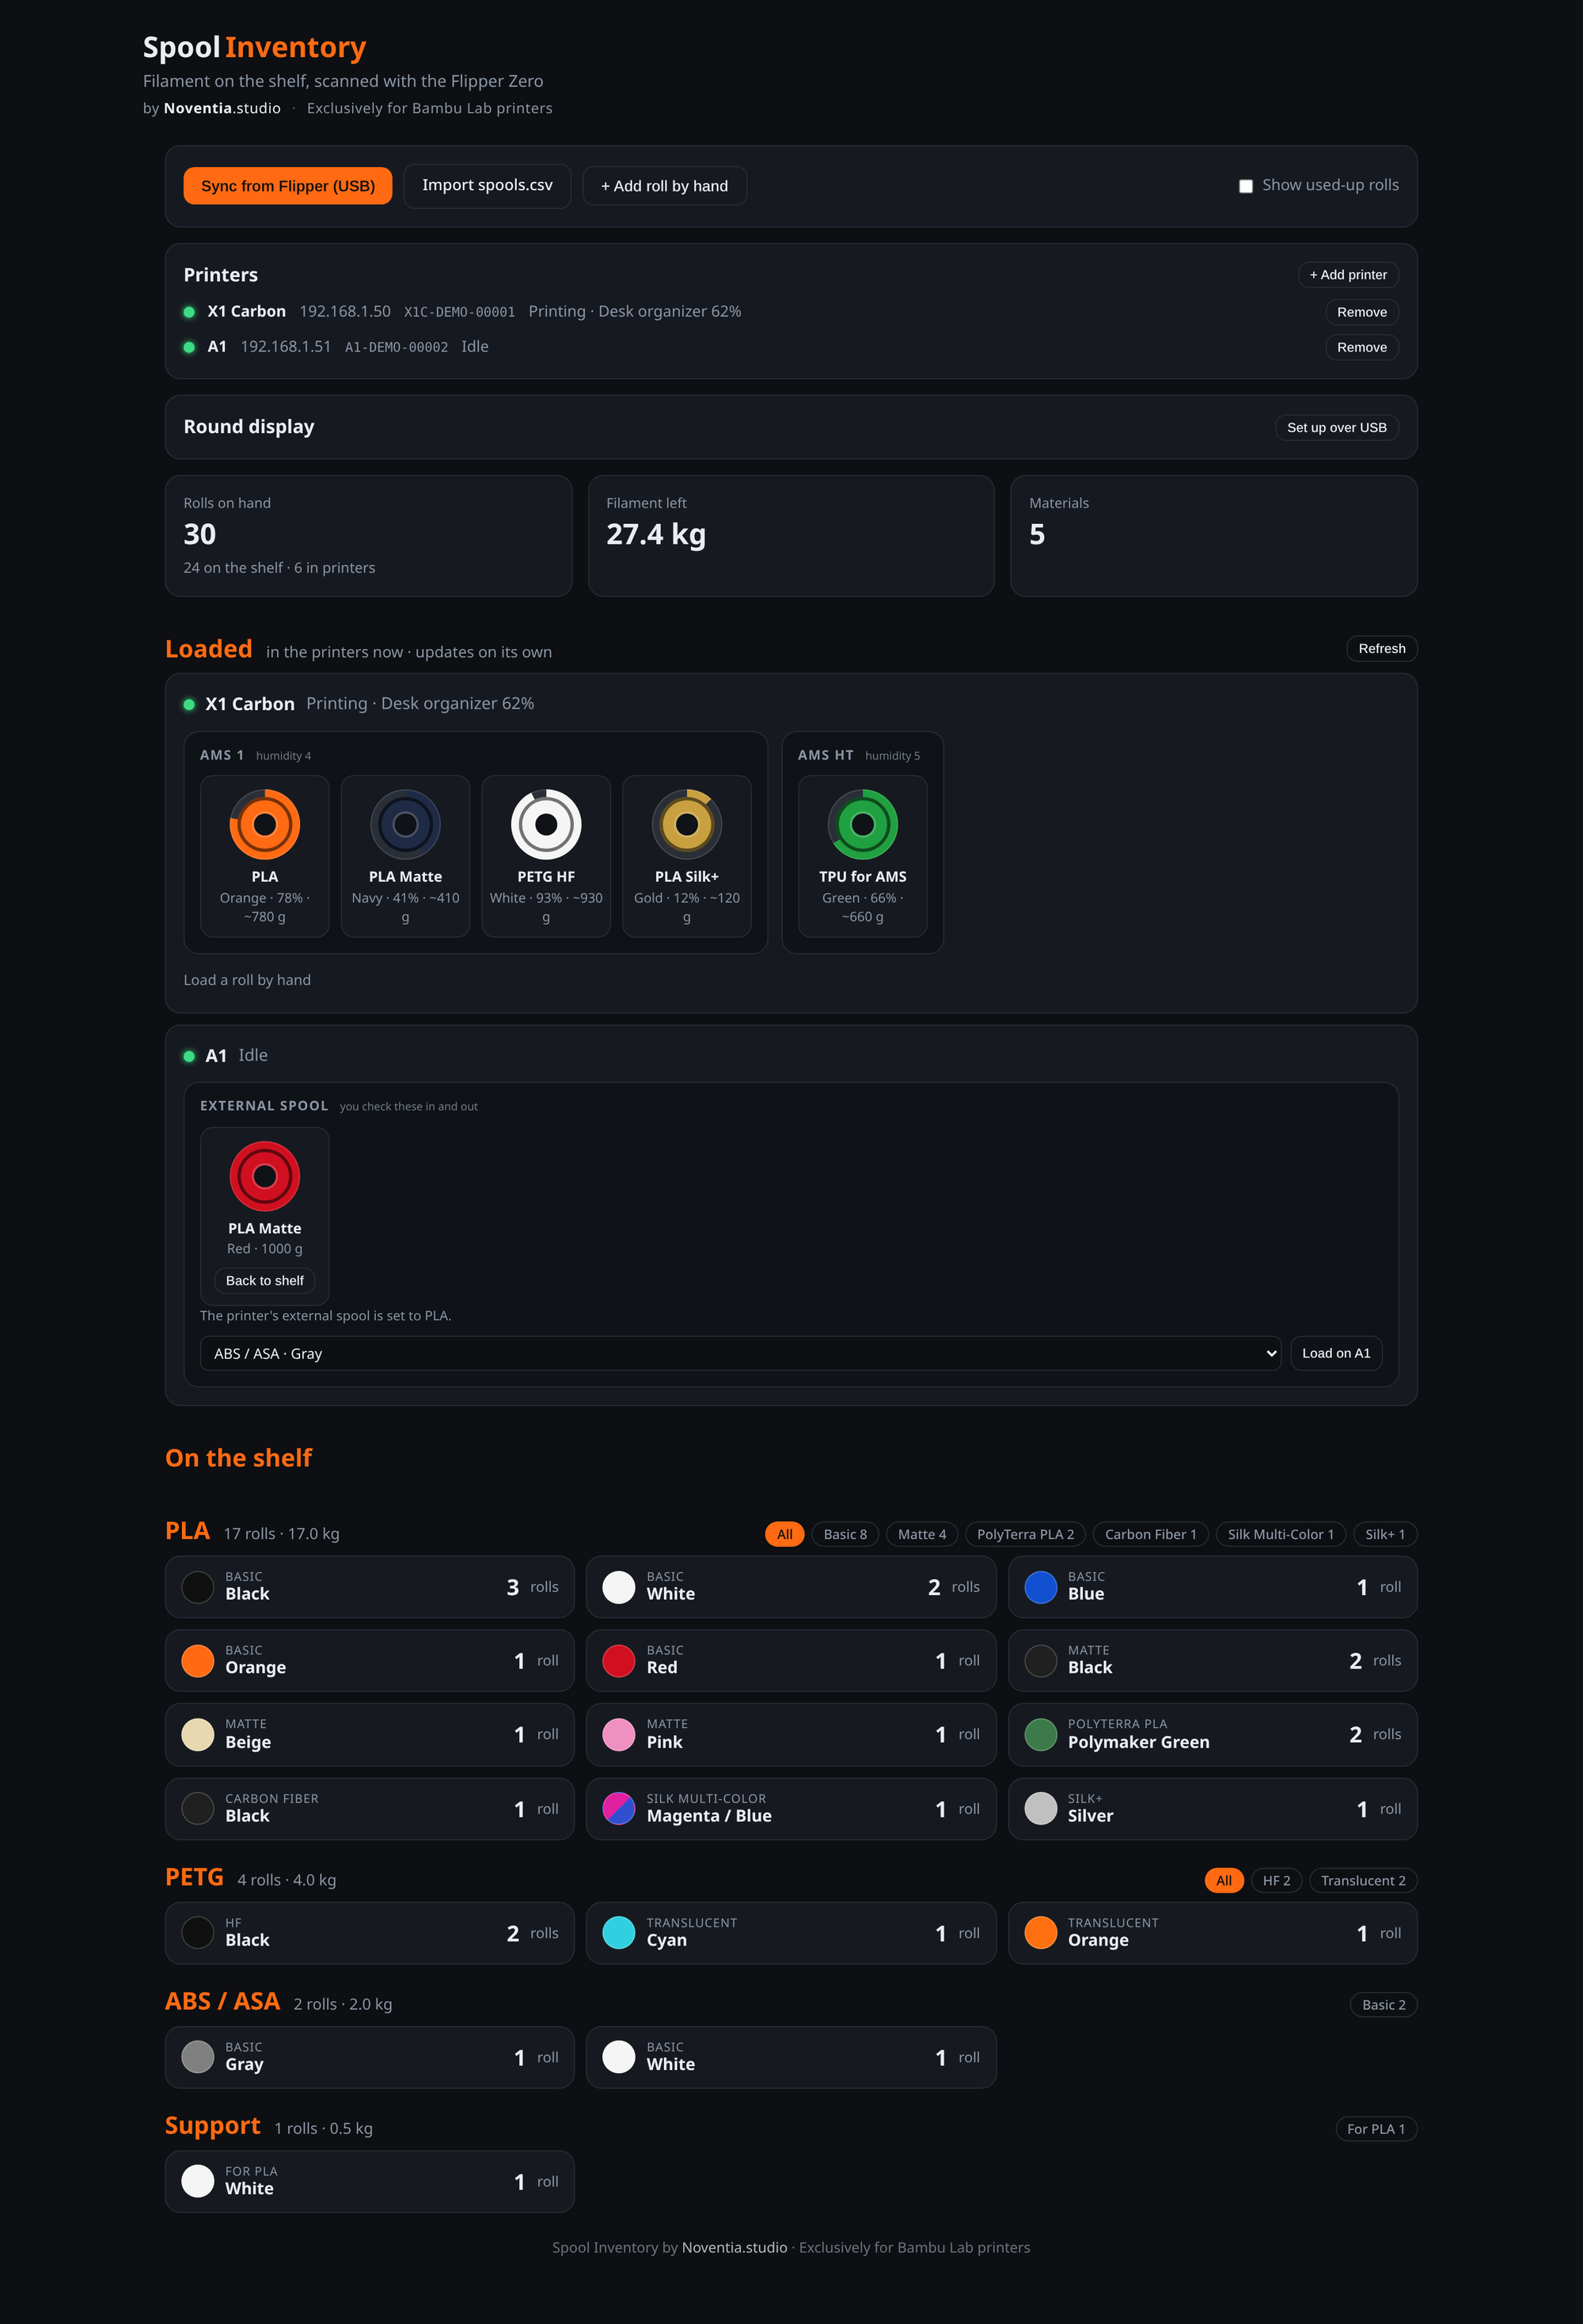 Spool Inventory
Filament on the shelf, scanned with the Flipper Zero
by Noventia.studio · Exclusively for Bambu Lab printers
Sync from Flipper (USB) Import spools.csv + Add roll by hand Show used-up rolls
Printers + Add printer
X1 Carbon 192.168.1.50 X1C-DEMO-00001 Printing · Desk organizer 62% Remove
A1 192.168.1.51 A1-DEMO-00002 Idle Remove
Round display Set up over USB
Rolls on hand
30
24 on the shelf · 6 in printers
Filament left
27.4 kg
Materials
5
Loaded in the printers now · updates on its own Refresh
X1 Carbon Printing · Desk organizer 62%
AMS 1 humidity 4
PLA
Orange · 78% ·
~780 g
PLA Matte
Navy · 41% · ~410
g
PETG HF
White · 93% · ~930
g
PLA Silk+
Gold · 12% · ~120
g
AMS HT humidity 5
TPU for AMS
Green · 66% ·
~660 g
Load a roll by hand
A1 Idle
EXTERNAL SPOOL you check these in and out
PLA Matte
Red · 1000 g
Back to shelf
The printer's external spool is set to PLA.
ABS / ASA · Gray Load on A1
On the shelf
PLA 17 rolls · 17.0 kg All Basic 8 Matte 4 PolyTerra PLA 2 Carbon Fiber 1 Silk Multi-Color 1 Silk+ 1
BASIC
Black 3 rolls
BASIC
White 2 rolls
BASIC
Blue 1 roll
BASIC
Orange 1 roll
BASIC
Red 1 roll
MATTE
Black 2 rolls
MATTE
Beige 1 roll
MATTE
Pink 1 roll
POLYTERRA PLA
Polymaker Green 2 rolls
CARBON FIBER
Black 1 roll
SILK MULTI-COLOR
Magenta / Blue 1 roll
SILK+
Silver 1 roll
PETG 4 rolls · 4.0 kg All HF 2 Translucent 2
HF
Black 2 rolls
TRANSLUCENT
Cyan 1 roll
TRANSLUCENT
Orange 1 roll
ABS / ASA 2 rolls · 2.0 kg Basic 2
BASIC
Gray 1 roll
BASIC
White 1 roll
Support 1 rolls · 0.5 kg For PLA 1
FOR PLA
White 1 roll
Spool Inventory by Noventia.studio · Exclusively for Bambu Lab printers